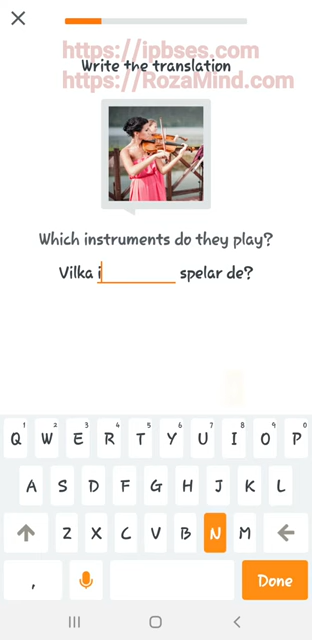 https://ipbses.com
Write the translation
https://RozaMind.com
Which instruments do they play?
Vilka i spelar de?
1 2 3 4 5 6 7 8 9 0
Q W E R T Y U I O P
A S D F G H J K L
Z X C V B N M
, Done